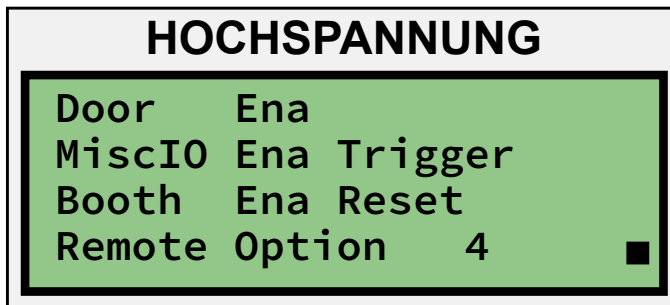 HOCHSPANNUNG
Door Ena
MiscIO Ena Trigger
Booth Ena Reset
Remote Option 4